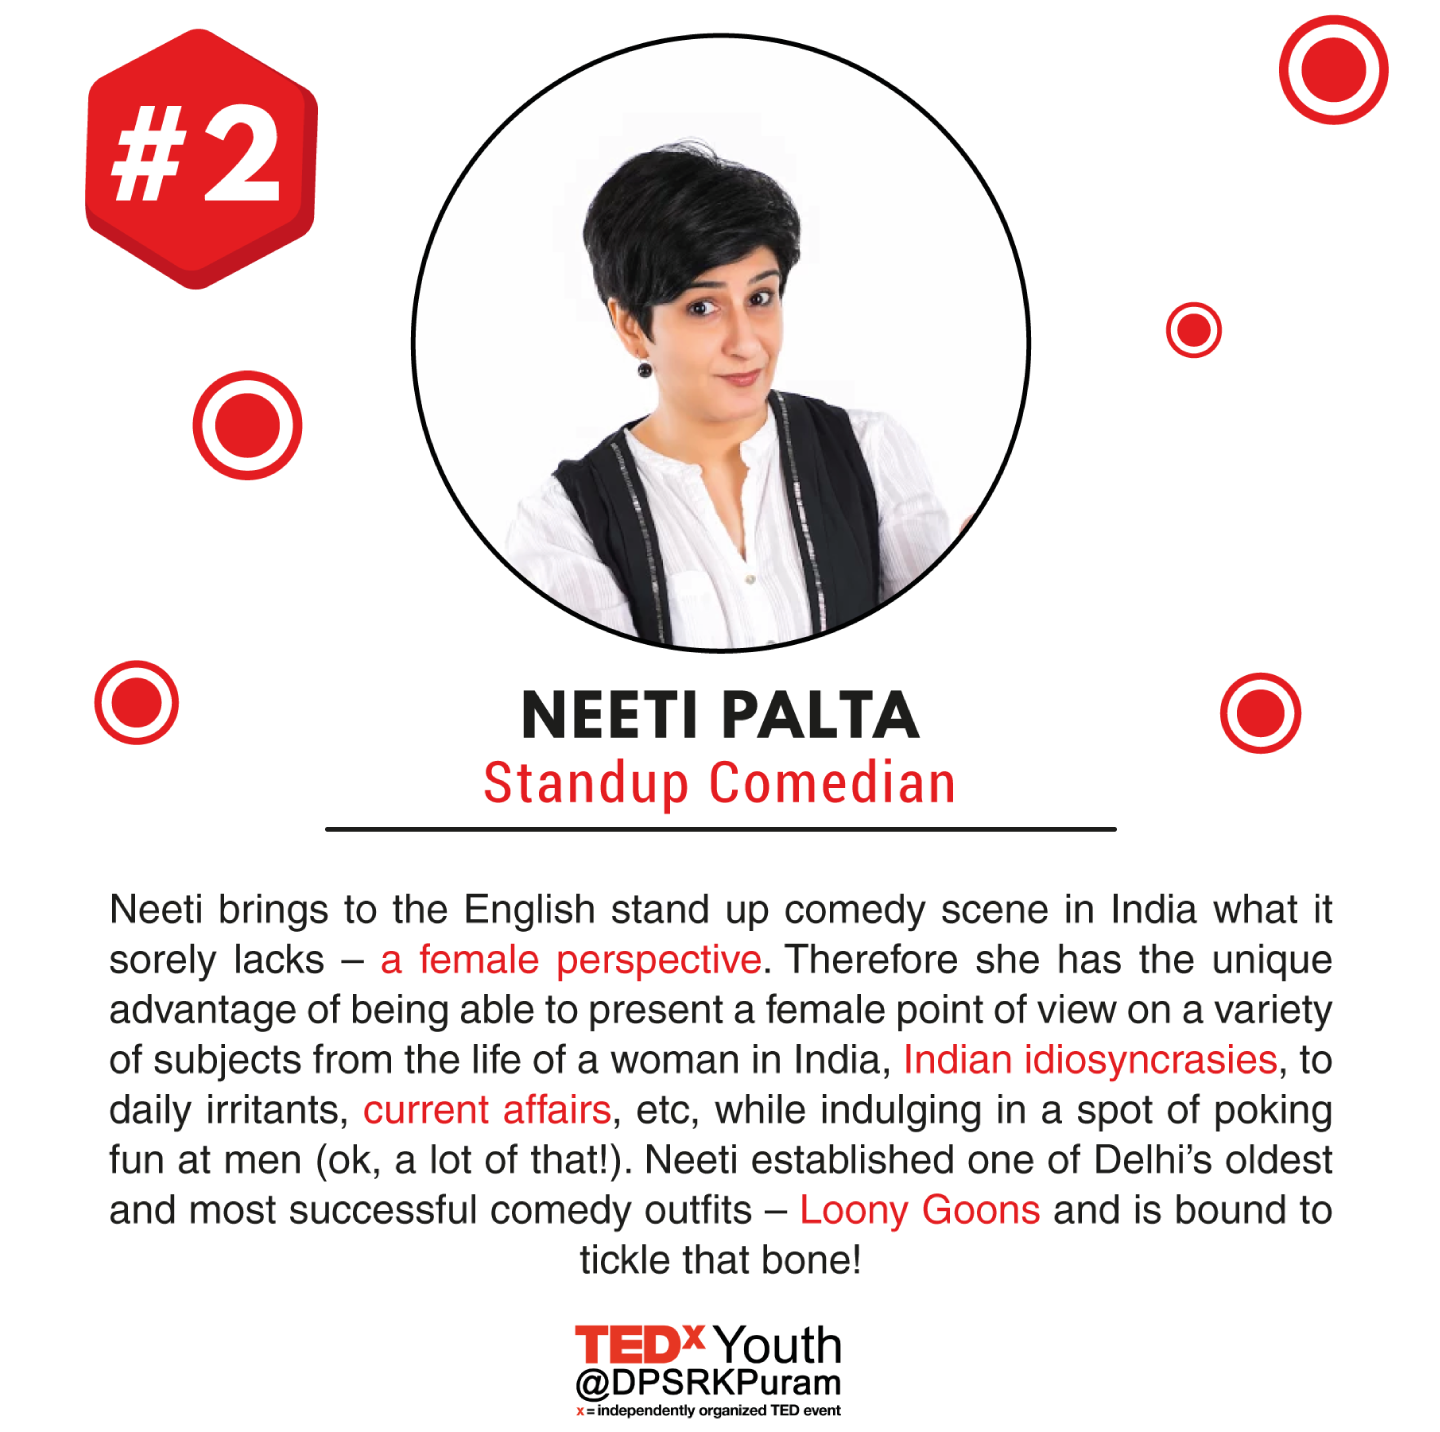 #2
NEETI PALTA
Standup Comedian
Neeti brings to the English stand up comedy scene in India what it
sorely lacks – a female perspective. Therefore she has the unique
advantage of being able to present a female point of view on a variety
of subjects from the life of a woman in India, Indian idiosyncrasies, to
daily irritants, current affairs, etc, while indulging in a spot of poking
fun at men (ok, a lot of that!). Neeti established one of Delhi’s oldest
and most successful comedy outfits – Loony Goons and is bound to
tickle that bone!
TEDx Youth
@DPSRKPuram
x = independently organized TED event